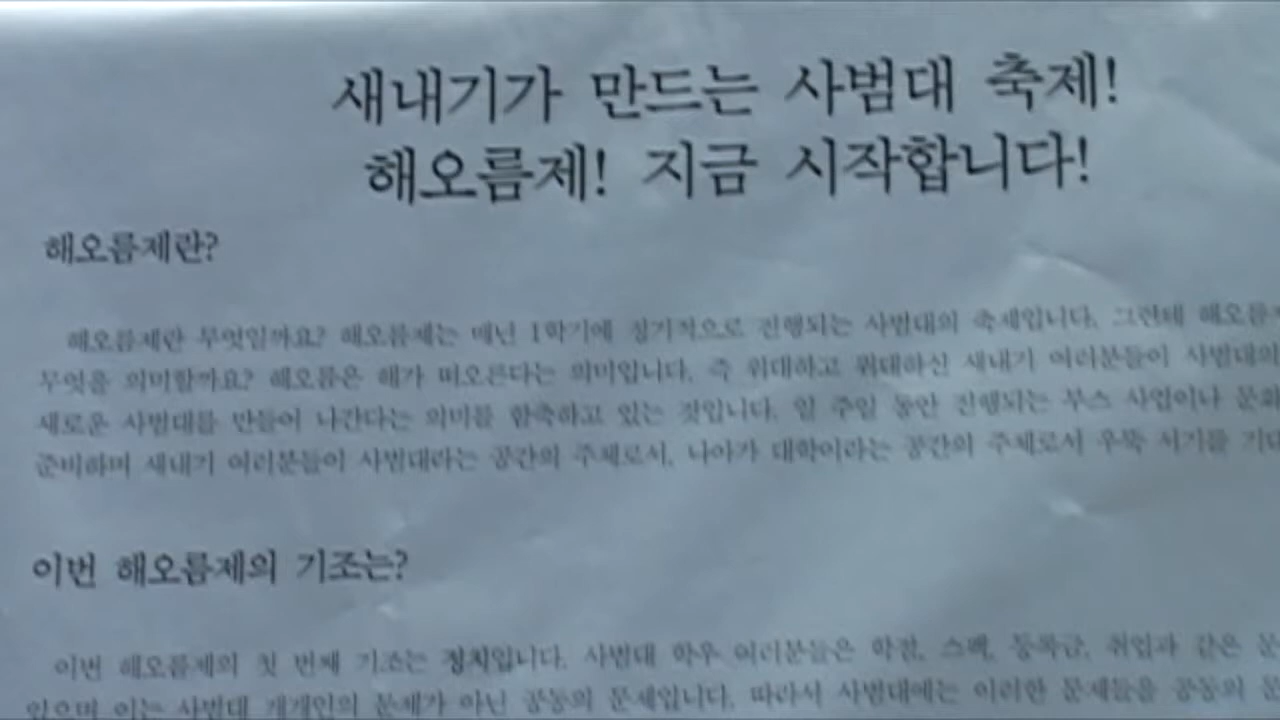 새내기가 만드는 사범대 축제!
해오름제! 지금 시작합니다!
해오름제란?
해오름제란 무엇일까요? 해오름제는 매년 1학기에 정기적으로 진행되는 사범대의 축제입니다. 그런데 해오름
무엇을 의미할까요? 해오름은 해가 떠오른다는 의미입니다. 즉 위대하고 위대하신 새내기 여러분들이 사범대의
새로운 사범대를 만들어 나간다는 의미를 함축하고 있는 것입니다. 일 주일 동안 진행되는 부스 사업이나 문화
준비하며 새내기 여러분들이 사범대라는 공간의 주체로서, 나아가 대학이라는 공간의 주체로서 우뚝 서기를
이번 해오름제의 기조는?
이번 해오름제의 첫 번째 기조는 정치입니다. 사범대 학우 여러분들은 학점, 스펙, 등록금, 취업과 같은
있으며 이는 사범대 개개인의 문제가 아닌 공동의 문제입니다. 따라서 사범대에는 이러한 문제들을 공동의